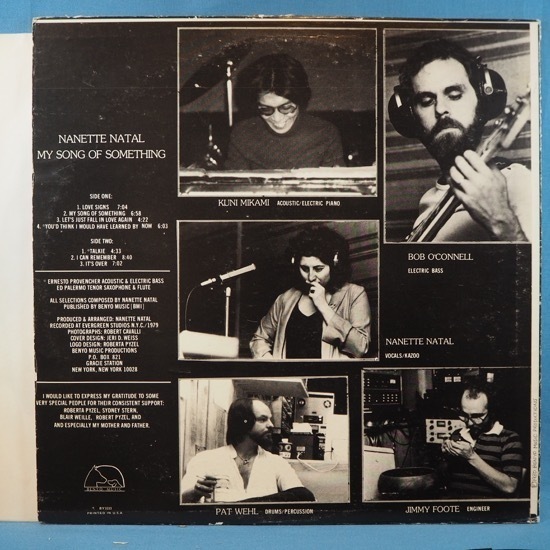 NANETTE NATAL
MY SONG OF SOMETHING
SIDE ONE:
1. LOVE SIGNS 7:04
2. MY SONG OF SOMETHING 6:58
3. LET'S JUST FALL IN LOVE AGAIN 4:22
4. *YOU'D THINK I WOULD HAVE LEARNED BY NOW 6:03
SIDE TWO:
1. *TALKIE 4:33
2. I CAN REMEMBER 8:40
3. IT'S OVER 7:02
* ERNESTO PROVENCHER ACOUSTIC & ELECTRIC BASS
ED PALERMO TENOR SAXOPHONE & FLUTE
ALL SELECTIONS COMPOSED BY NANETTE NATAL
PUBLISHED BY BENYO MUSIC (BMI)
PRODUCED & ARRANGED: NANETTE NATAL
RECORDED AT EVERGREEN STUDIOS N.Y.C./1979
PHOTOGRAPHS: ROBERT CAVALLI
COVER DESIGN: JERI D. WEISS
LOGO DESIGN: ROBERTA PYZEL
BENYO MUSIC PRODUCTIONS
P.O. BOX 821
GRACIE STATION
NEW YORK, NEW YORK 10028
I WOULD LIKE TO EXPRESS MY GRATITUDE TO SOME
VERY SPECIAL PEOPLE FOR THEIR CONSISTENT SUPPORT:
ROBERTA PYZEL, SYDNEY STERN,
BLAIR WEILLE, ROBERT PYZEL, AND
AND ESPECIALLY MY MOTHER AND FATHER.
BENYO MUSIC
PRINTED IN U.S.A.
KUNI MIKAMI ACOUSTIC/ELECTRIC PIANO
BOB O'CONNELL
ELECTRIC BASS
NANETTE NATAL
VOCALS/KAZOO
PAT WEHL DRUMS/PERCUSSION
JIMMY FOOTE ENGINEER